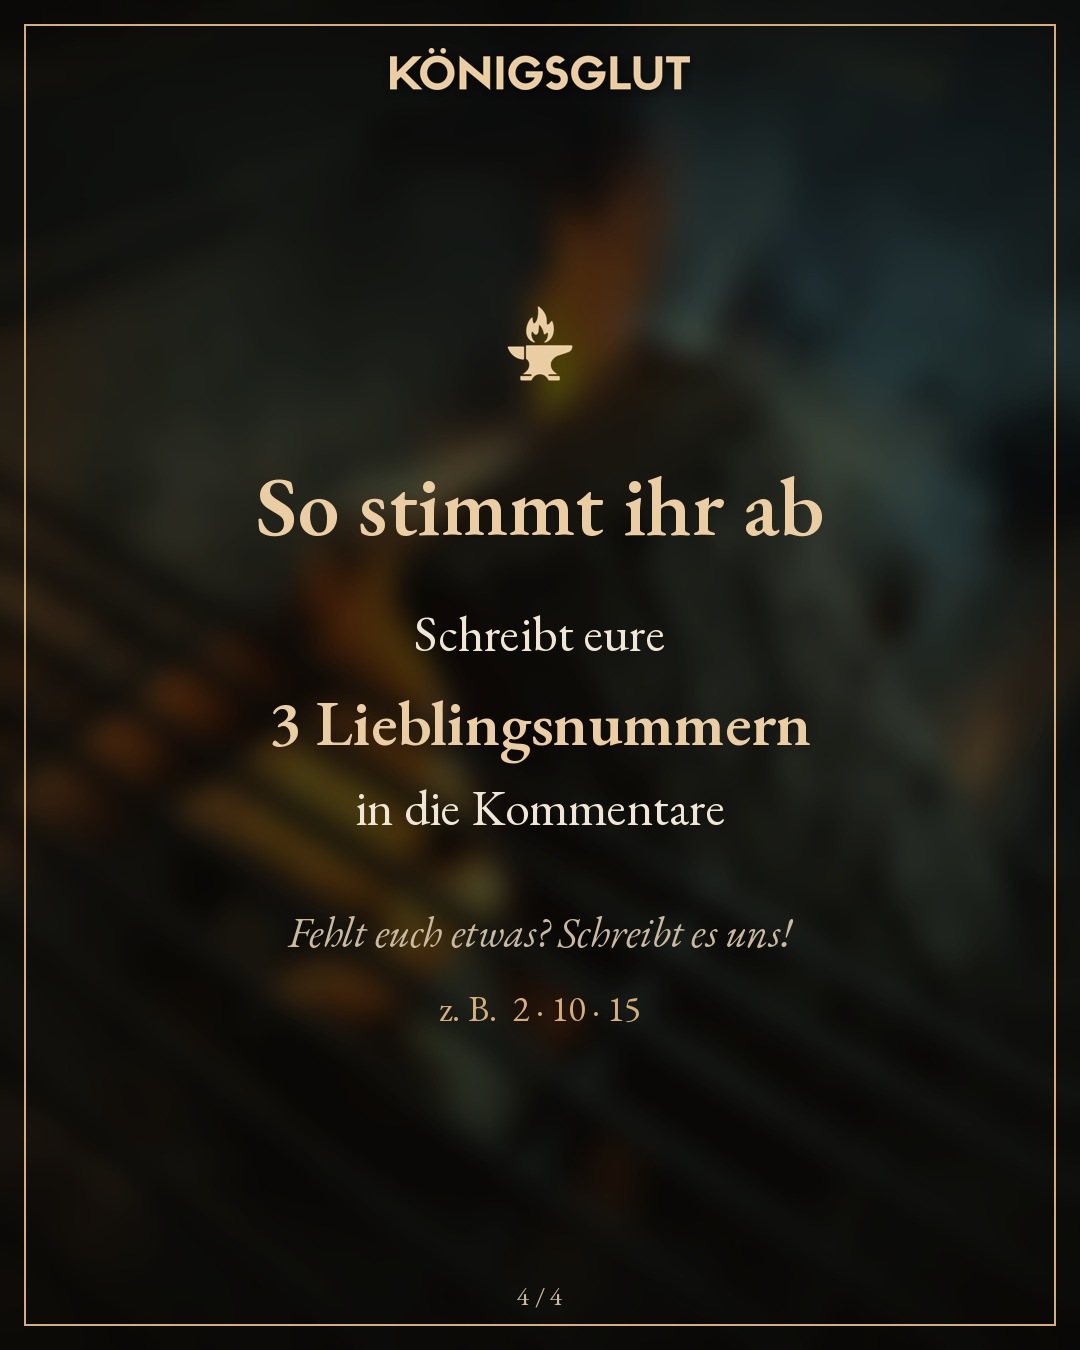 KÖNIGSGLUT
So stimmt ihr ab
Schreibt eure
3 Lieblingsnummern
in die Kommentare
Fehlt euch etwas? Schreibt es uns!
z. B. 2 · 10 · 15
4 / 4